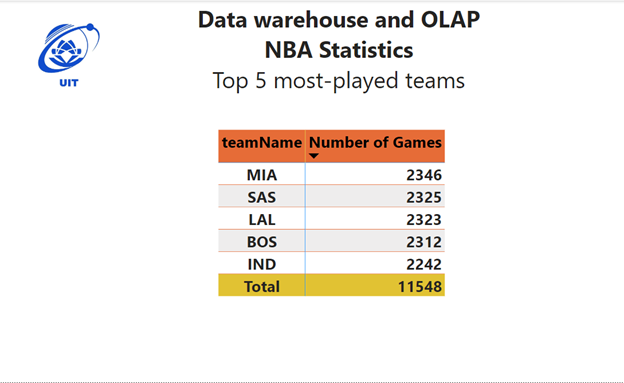 Data warehouse and OLAP
NBA Statistics
Top 5 most-played teams
UIT
teamName Number of Games
MIA 2346
SAS 2325
LAL 2323
BOS 2312
IND 2242
Total 11548